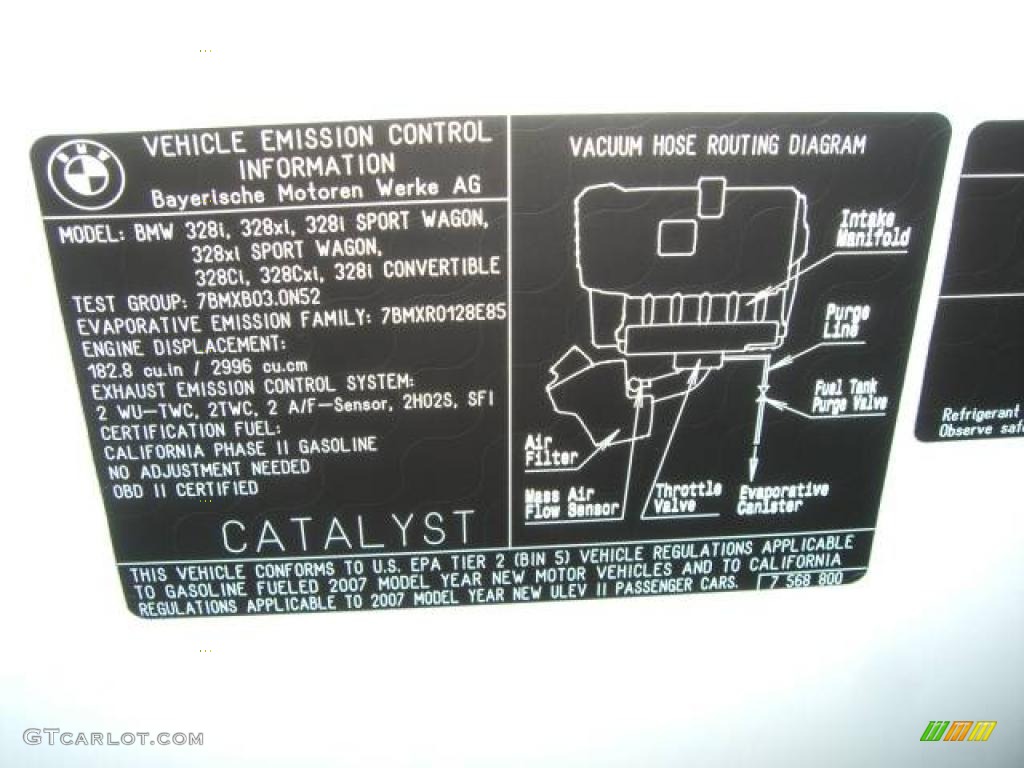 BMW
VEHICLE EMISSION CONTROL
INFORMATION
Bayerische Motoren Werke AG
MODEL: BMW 328i, 328xi, 328i SPORT WAGON,
328xi SPORT WAGON,
328Ci, 328Cxi, 328i CONVERTIBLE
TEST GROUP: 7BMXB03.0N52
EVAPORATIVE EMISSION FAMILY: 7BMXR0128E85
ENGINE DISPLACEMENT:
182.8 cu.in / 2996 cu.cm
EXHAUST EMISSION CONTROL SYSTEM:
2 WU-TWC, 2TWC, 2 A/F-Sensor, 2HO2S, SFI
CERTIFICATION FUEL:
CALIFORNIA PHASE II GASOLINE
NO ADJUSTMENT NEEDED
OBD II CERTIFIED
CATALYST
VACUUM HOSE ROUTING DIAGRAM
Intake
Manifold
Purge
Line
Fuel Tank
Purge Valve
Air
Filter
Mass Air
Flow Sensor
Throttle
Valve
Evaporative
Canister
THIS VEHICLE CONFORMS TO U.S. EPA TIER 2 (BIN 5) VEHICLE REGULATIONS APPLICABLE
TO GASOLINE FUELED 2007 MODEL YEAR NEW MOTOR VEHICLES AND TO CALIFORNIA
REGULATIONS APPLICABLE TO 2007 MODEL YEAR NEW ULEV II PASSENGER CARS.
7 568 800
Refrigerant
Observe safe
GTCARLOT.COM